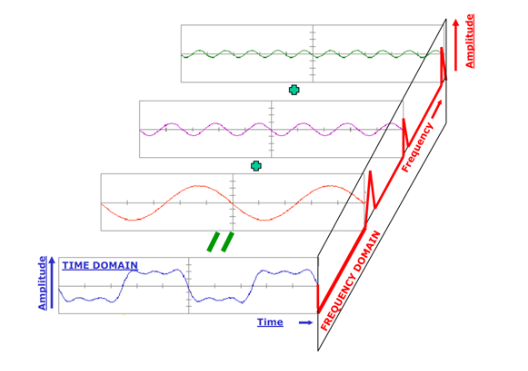 Amplitude
Frequency
FREQUENCY DOMAIN
Amplitude
TIME DOMAIN
Time